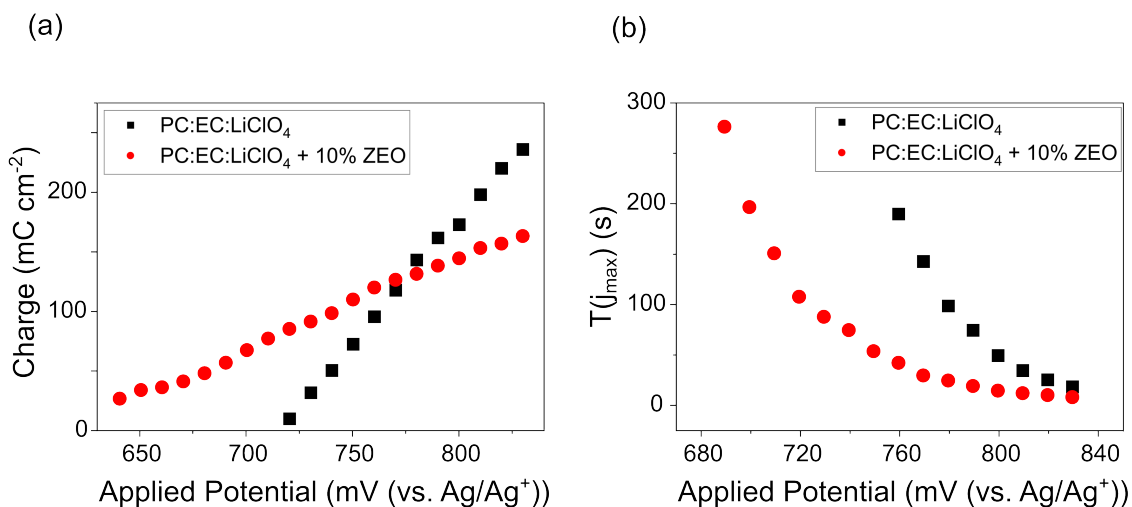 (a)
PC:EC:LiClO₄
PC:EC:LiClO₄ + 10% ZEO
200
100
0
650 700 750 800
Charge (mC cm⁻²)
Applied Potential (mV (vs. Ag/Ag⁺))
(b)
PC:EC:LiClO₄
PC:EC:LiClO₄ + 10% ZEO
300
200
100
0
680 720 760 800 840
T(jₘₐₓ) (s)
Applied Potential (mV (vs. Ag/Ag⁺))